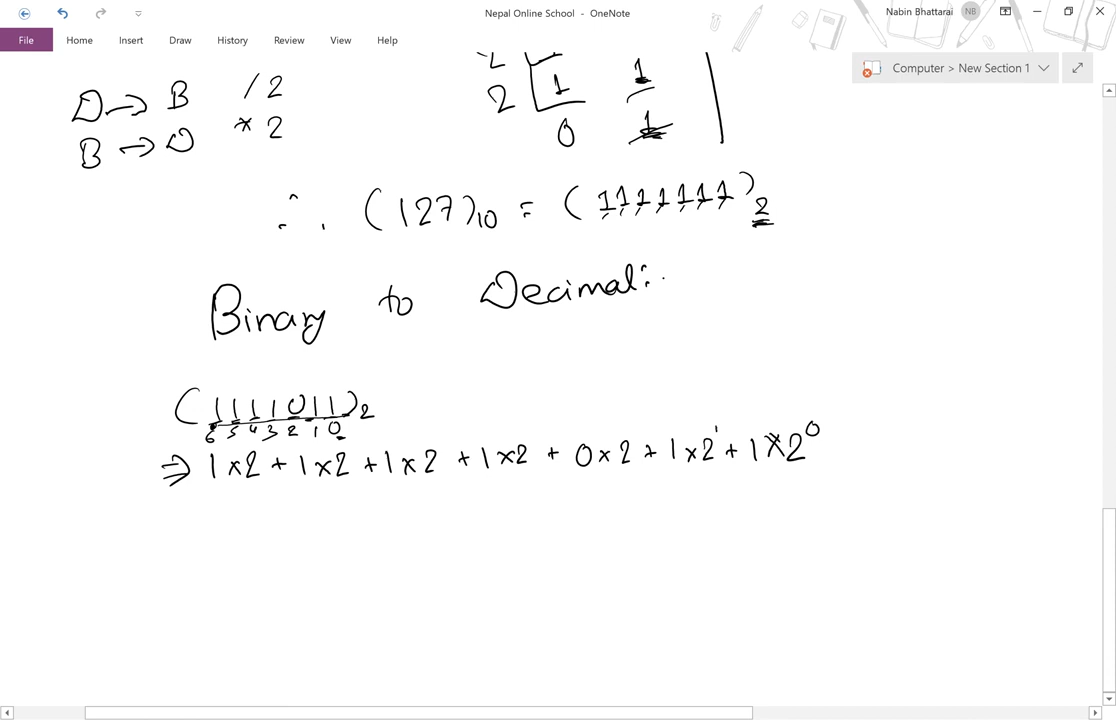 Nepal Online School - OneNote
Nabin Bhattarai NB
File Home Insert Draw History Review View Help
Computer > New Section 1
2
D → B / 2
2 1 1
B → D * 2
0 1
∴ (127)10 = (1111111)2
Binary to Decimal:
(1111011)2
6 5 4 3 2 1 0
⇒ 1 × 2 + 1 × 2 + 1 × 2 + 1 × 2 + 0 × 2 + 1 × 2¹ + 1 × 2⁰